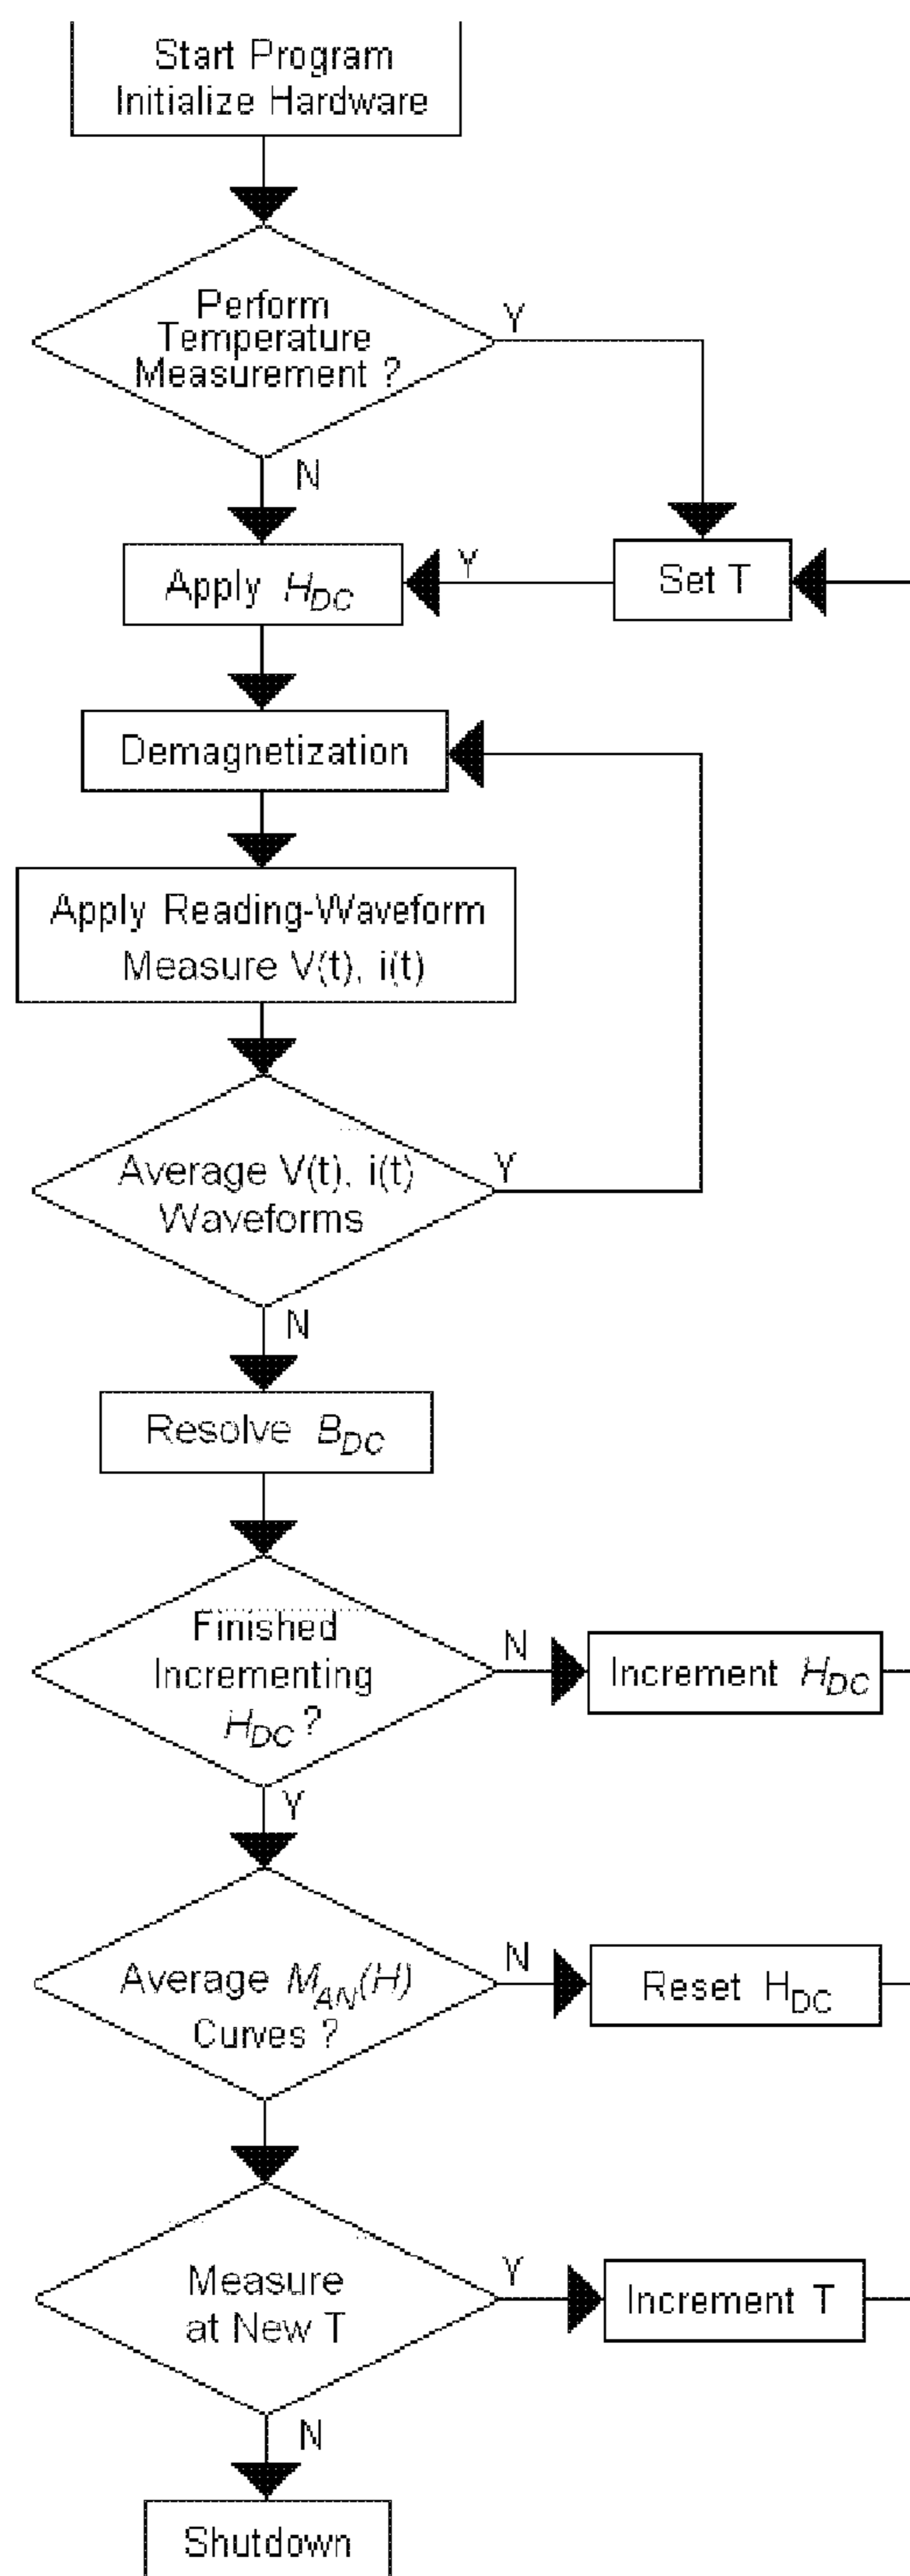 Start Program
Initialize Hardware
Perform
Temperature
Measurement ?
Y
N
Apply H_DC
Y
Set T
Demagnetization
Apply Reading-Waveform
Measure V(t), i(t)
Average V(t), i(t)
Waveforms
Y
N
Resolve B_DC
Finished
Incrementing
H_DC ?
N
Increment H_DC
Y
Average M_AN(H)
Curves ?
N
Reset H_DC
Measure
at New T
Y
Increment T
N
Shutdown